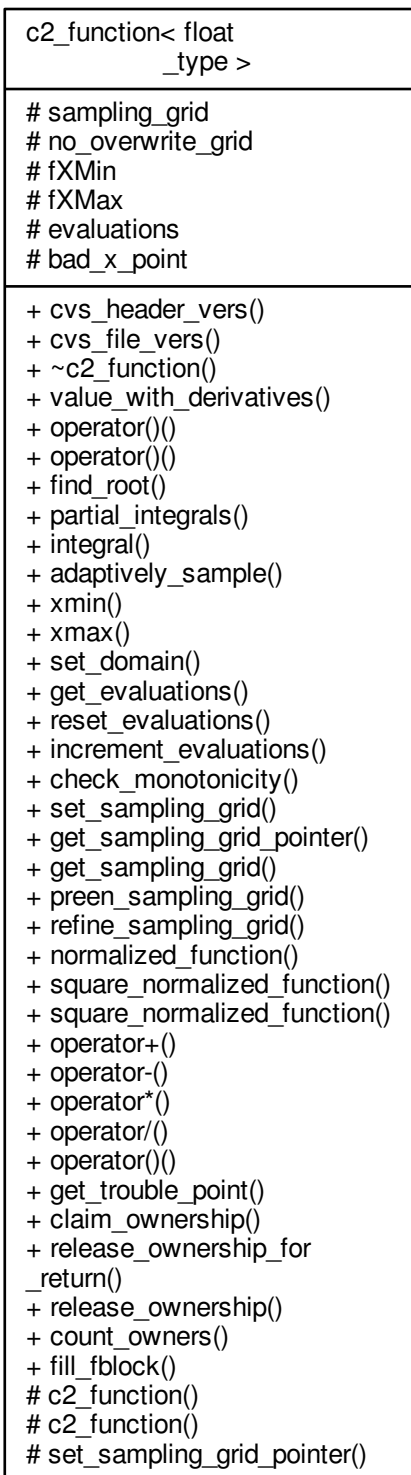 c2_function< float
_type >
# sampling_grid
# no_overwrite_grid
# fXMin
# fXMax
# evaluations
# bad_x_point
+ cvs_header_vers()
+ cvs_file_vers()
+ ~c2_function()
+ value_with_derivatives()
+ operator()()
+ operator()()
+ find_root()
+ partial_integrals()
+ integral()
+ adaptively_sample()
+ xmin()
+ xmax()
+ set_domain()
+ get_evaluations()
+ reset_evaluations()
+ increment_evaluations()
+ check_monotonicity()
+ set_sampling_grid()
+ get_sampling_grid_pointer()
+ get_sampling_grid()
+ preen_sampling_grid()
+ refine_sampling_grid()
+ normalized_function()
+ square_normalized_function()
+ square_normalized_function()
+ operator+()
+ operator-()
+ operator*()
+ operator/()
+ operator()()
+ get_trouble_point()
+ claim_ownership()
+ release_ownership_for
_return()
+ release_ownership()
+ count_owners()
+ fill_fblock()
# c2_function()
# c2_function()
# set_sampling_grid_pointer()